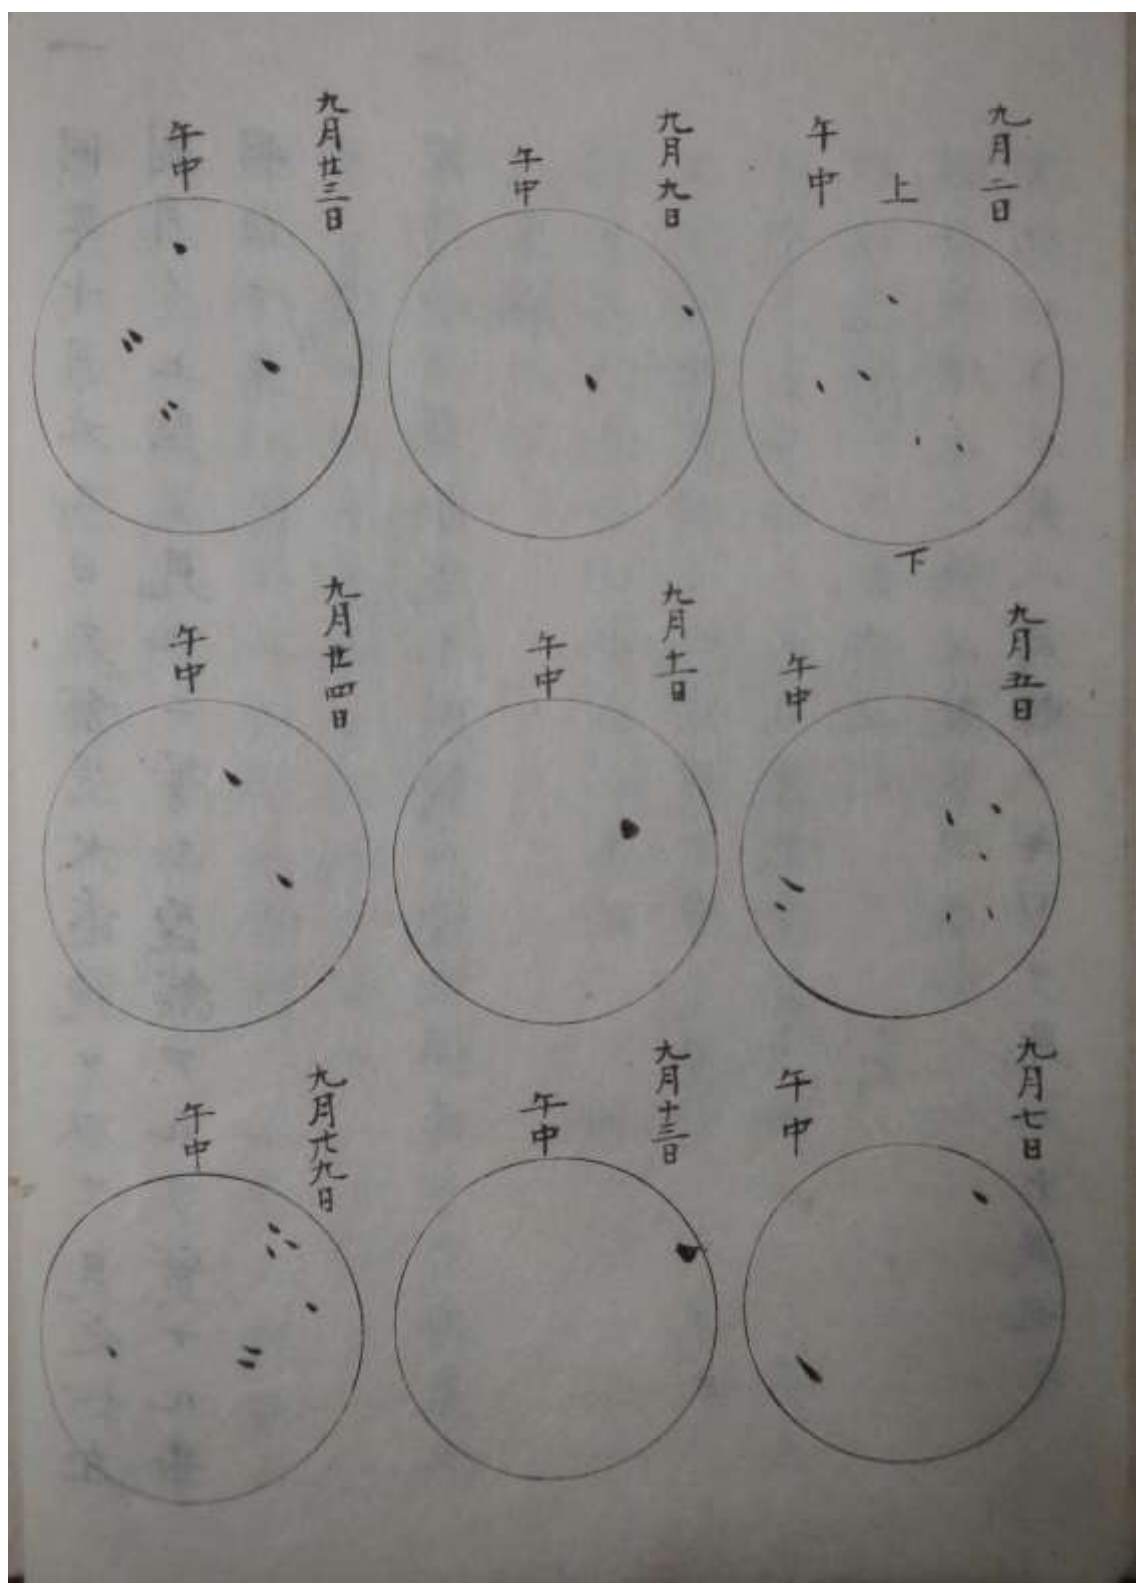 九月二日
上
午中
下
九月五日
午中
九月七日
午中
九月九日
午中
九月十一日
午中
九月十三日
午中
九月廿三日
午中
九月廿四日
午中
九月廿九日
午中